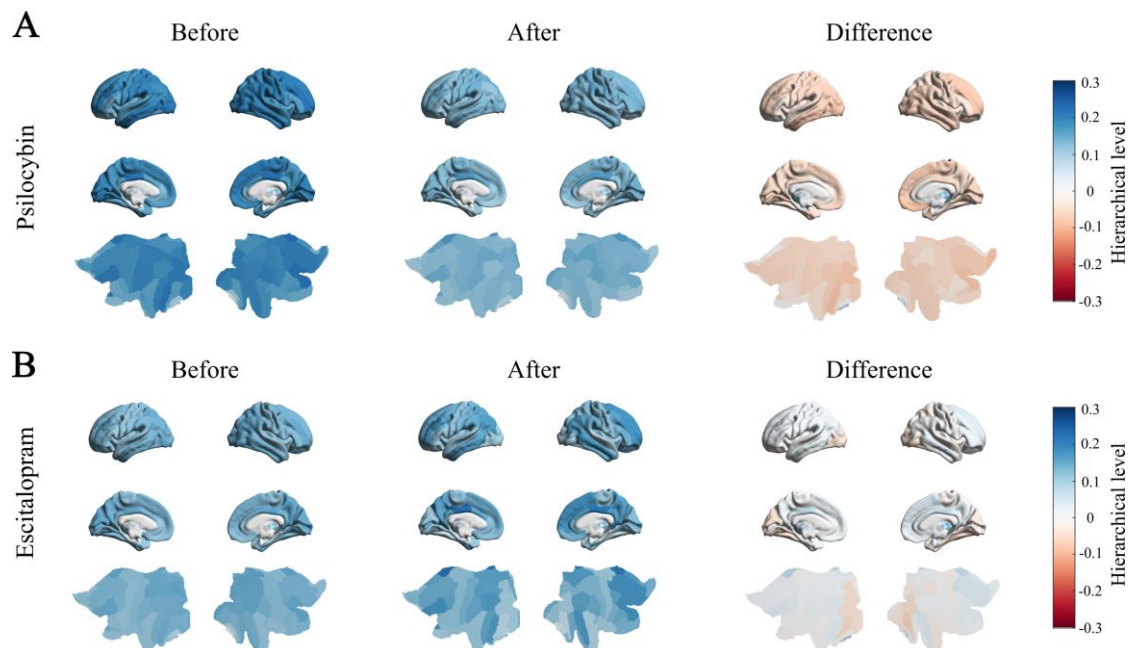 A
Before
After
Difference
Psilocybin
0.3
0.2
0.1
0
-0.1
-0.2
-0.3
Hierarchical level
B
Before
After
Difference
Escitalopram
0.3
0.2
0.1
0
-0.1
-0.2
-0.3
Hierarchical level